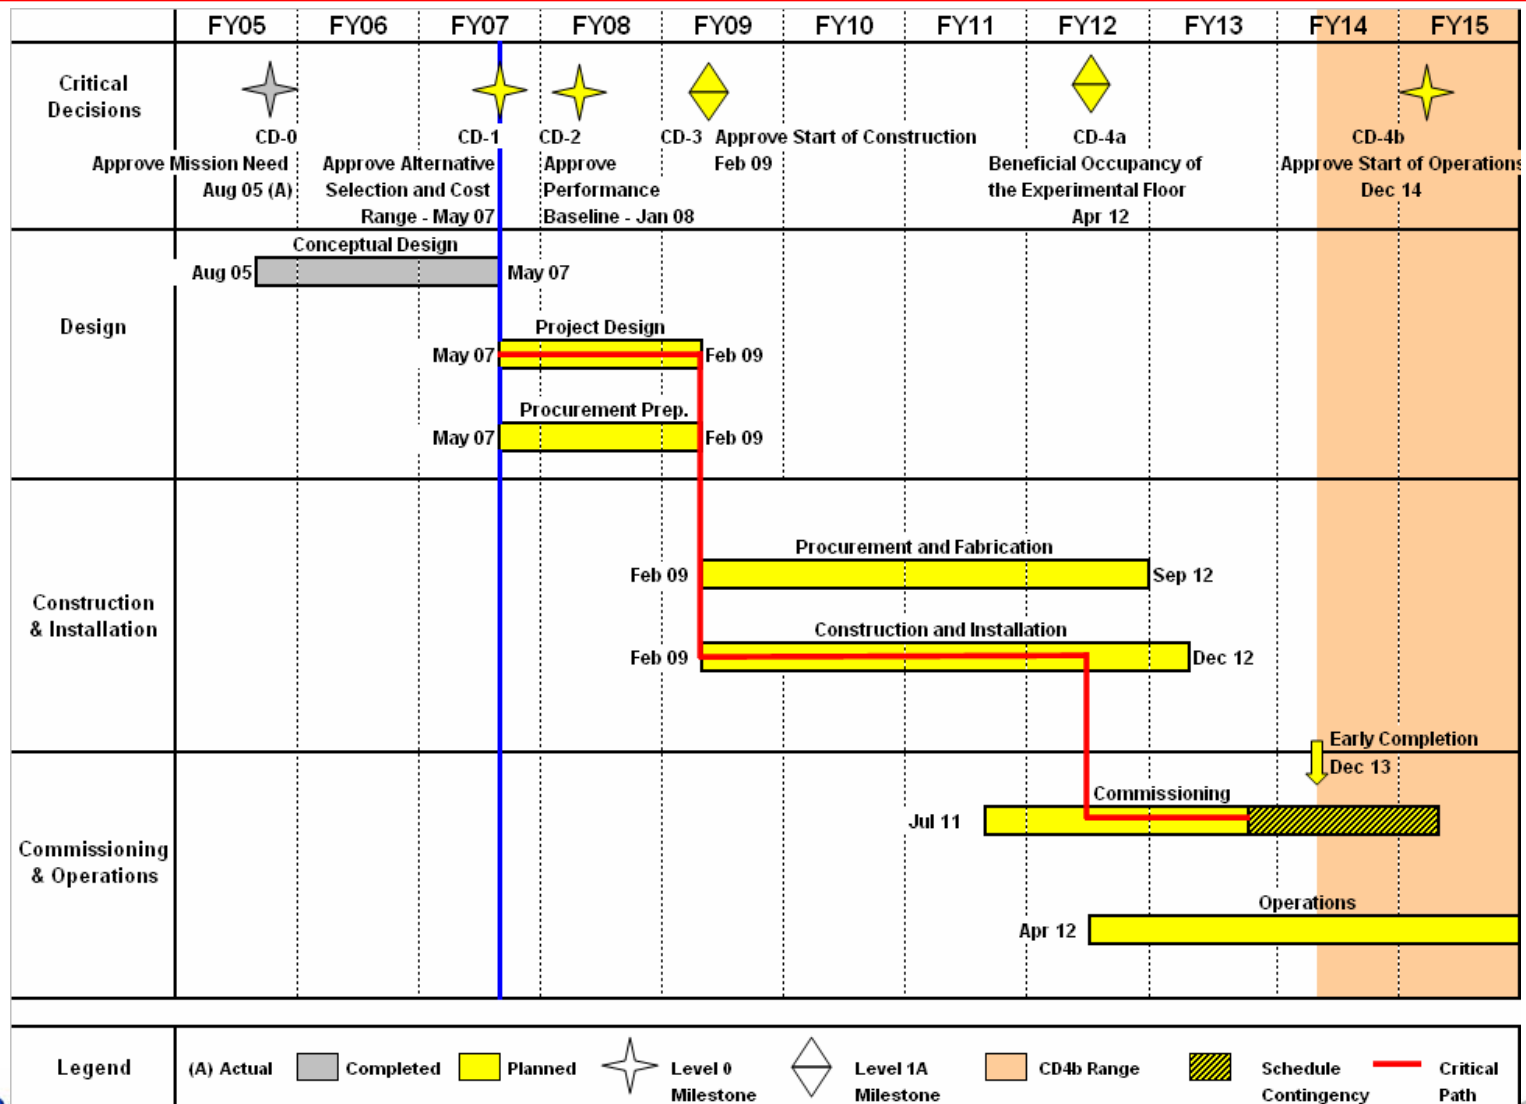 FY05 FY06 FY07 FY08 FY09 FY10 FY11 FY12 FY13 FY14 FY15
Critical
Decisions
CD-0
Approve Mission Need
Aug 05 (A)
CD-1
Approve Alternative
Selection and Cost
Range - May 07
CD-2
Approve
Performance
Baseline - Jan 08
CD-3 Approve Start of Construction
Feb 09
CD-4a
Beneficial Occupancy of
the Experimental Floor
Apr 12
CD-4b
Approve Start of Operations
Dec 14
Design
Conceptual Design
Aug 05 May 07
Project Design
May 07 Feb 09
Procurement Prep.
May 07 Feb 09
Construction
& Installation
Procurement and Fabrication
Feb 09 Sep 12
Construction and Installation
Feb 09 Dec 12
Early Completion
Dec 13
Commissioning
& Operations
Commissioning
Jul 11
Operations
Apr 12
Legend
(A) Actual
Completed
Planned
Level 0
Milestone
Level 1A
Milestone
CD4b Range
Schedule
Contingency
Critical
Path